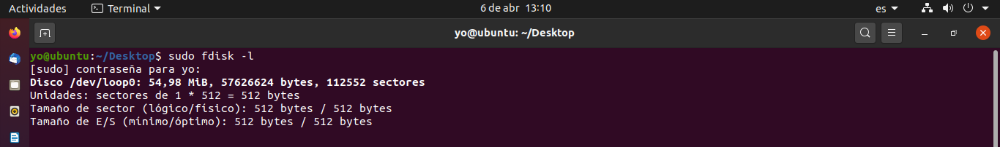 Actividades
Terminal
6 de abr 13:10
es
yo@ubuntu: ~/Desktop
yo@ubuntu:~/Desktop$ sudo fdisk -l
[sudo] contraseña para yo:
Disco /dev/loop0: 54,98 MiB, 57626624 bytes, 112552 sectores
Unidades: sectores de 1 * 512 = 512 bytes
Tamaño de sector (lógico/físico): 512 bytes / 512 bytes
Tamaño de E/S (mínimo/óptimo): 512 bytes / 512 bytes